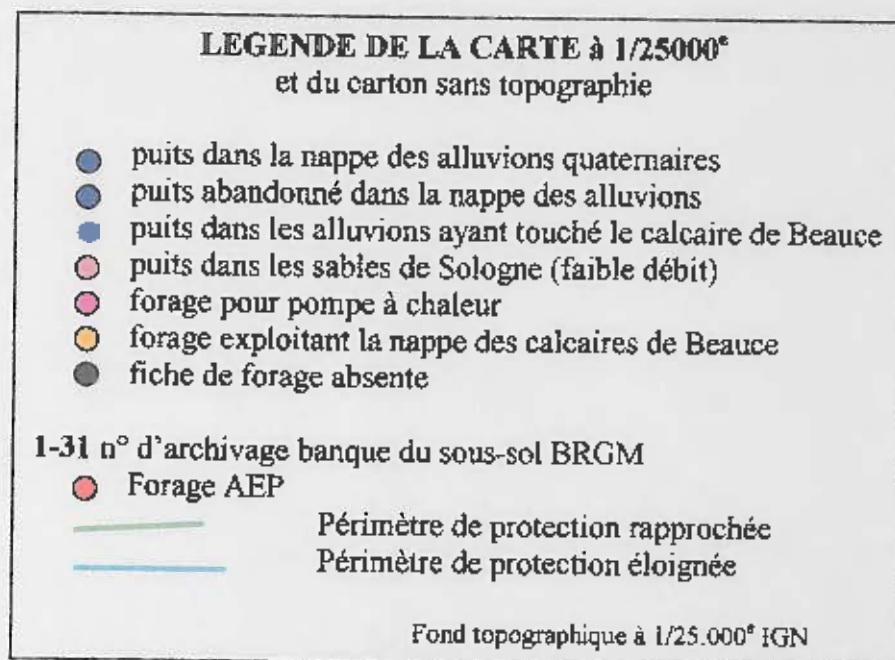 LEGENDE DE LA CARTE à 1/25000e
et du carton sans topographie
puits dans la nappe des alluvions quaternaires
puits abandonné dans la nappe des alluvions
puits dans les alluvions ayant touché le calcaire de Beauce
puits dans les sables de Sologne (faible débit)
forage pour pompe à chaleur
forage exploitant la nappe des calcaires de Beauce
fiche de forage absente
1-31 n° d'archivage banque du sous-sol BRGM
Forage AEP
Périmètre de protection rapprochée
Périmètre de protection éloignée
Fond topographique à 1/25.000e IGN